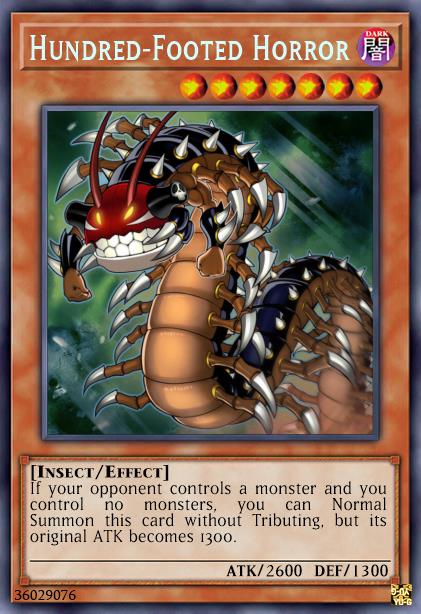 HUNDRED-FOOTED HORROR
DARK
闇
[INSECT/EFFECT]
If your opponent controls a monster and you
control no monsters, you can Normal
Summon this card without Tributing, but its
original ATK becomes 1300.
ATK/2600 DEF/1300
36029076